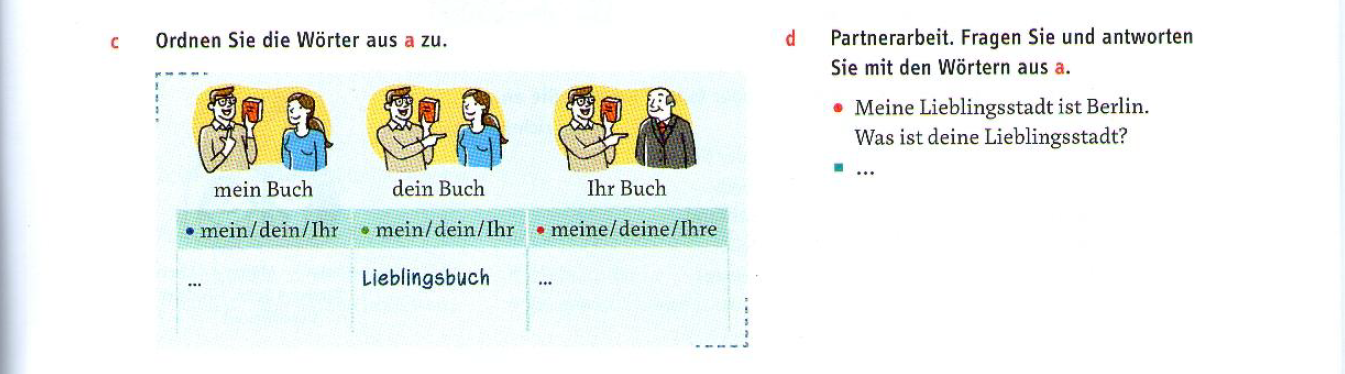 c Ordnen Sie die Wörter aus a zu.
mein Buch dein Buch Ihr Buch
• mein/dein/Ihr • mein/dein/Ihr • meine/deine/Ihre
... Lieblingsbuch ...
d Partnerarbeit. Fragen Sie und antworten
Sie mit den Wörtern aus a.
• Meine Lieblingsstadt ist Berlin.
Was ist deine Lieblingsstadt?
■ ...